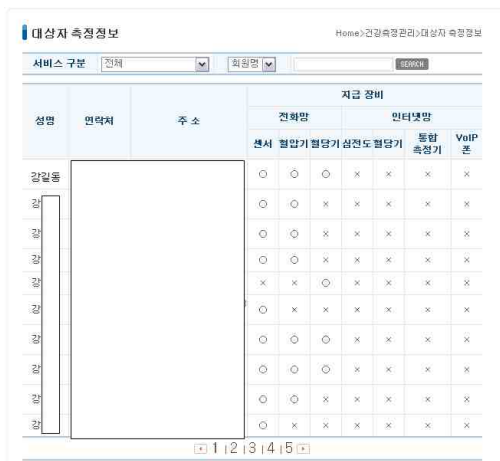 대상자 측정정보
Home>건강측정관리>대상자 측정정보
서비스 구분 전체 회원명 SEARCH
성명 연락처 주소 지급 장비
전화망 인터넷망
센서 혈압기 혈당기 심전도 혈당기 통합측정기 VoIP폰
강길동 ○ ○ ○ × × × ×
강 ○ ○ × × × × ×
강 ○ ○ × × × × ×
강 ○ ○ × × × × ×
강 × × ○ × × × ×
강 ○ × × × × × ×
강 ○ ○ ○ × × × ×
강 ○ ○ ○ × × × ×
강 ○ ○ × × × × ×
강 ○ × × × × × ×
1 | 2 | 3 | 4 | 5